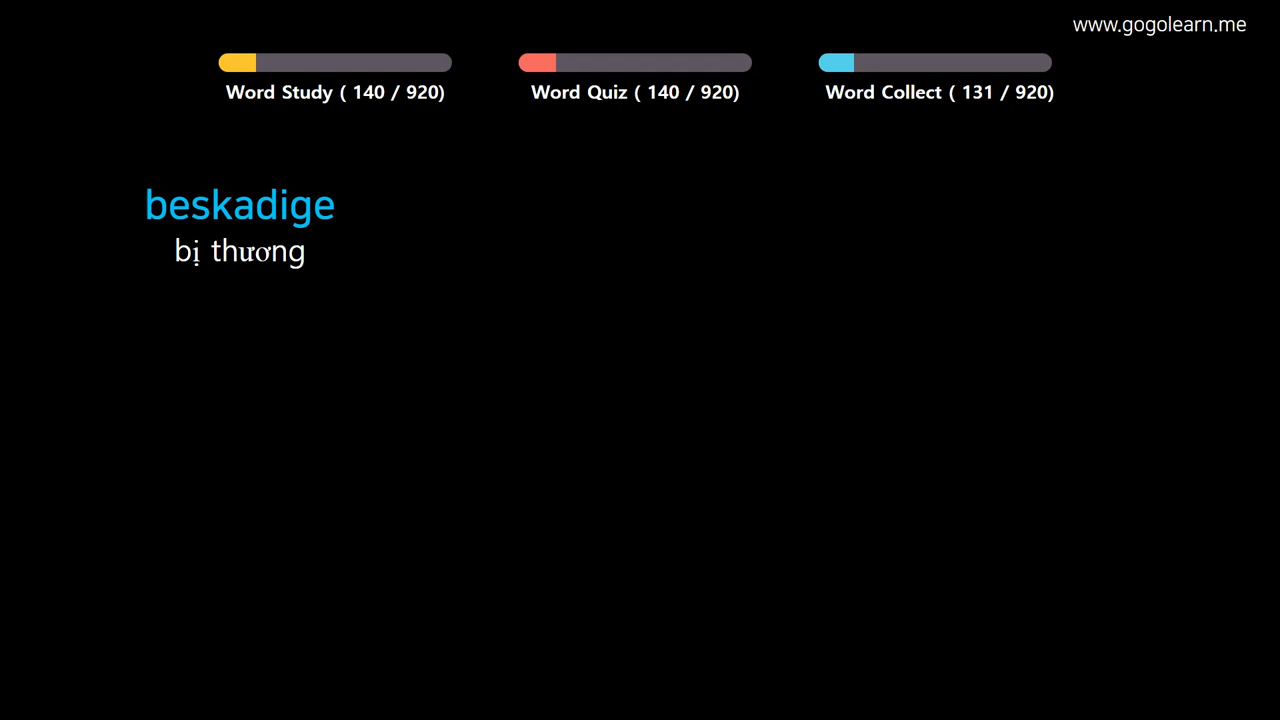 www.gogolearn.me
Word Study ( 140 / 920)
Word Quiz ( 140 / 920)
Word Collect ( 131 / 920)
beskadige
bị thương